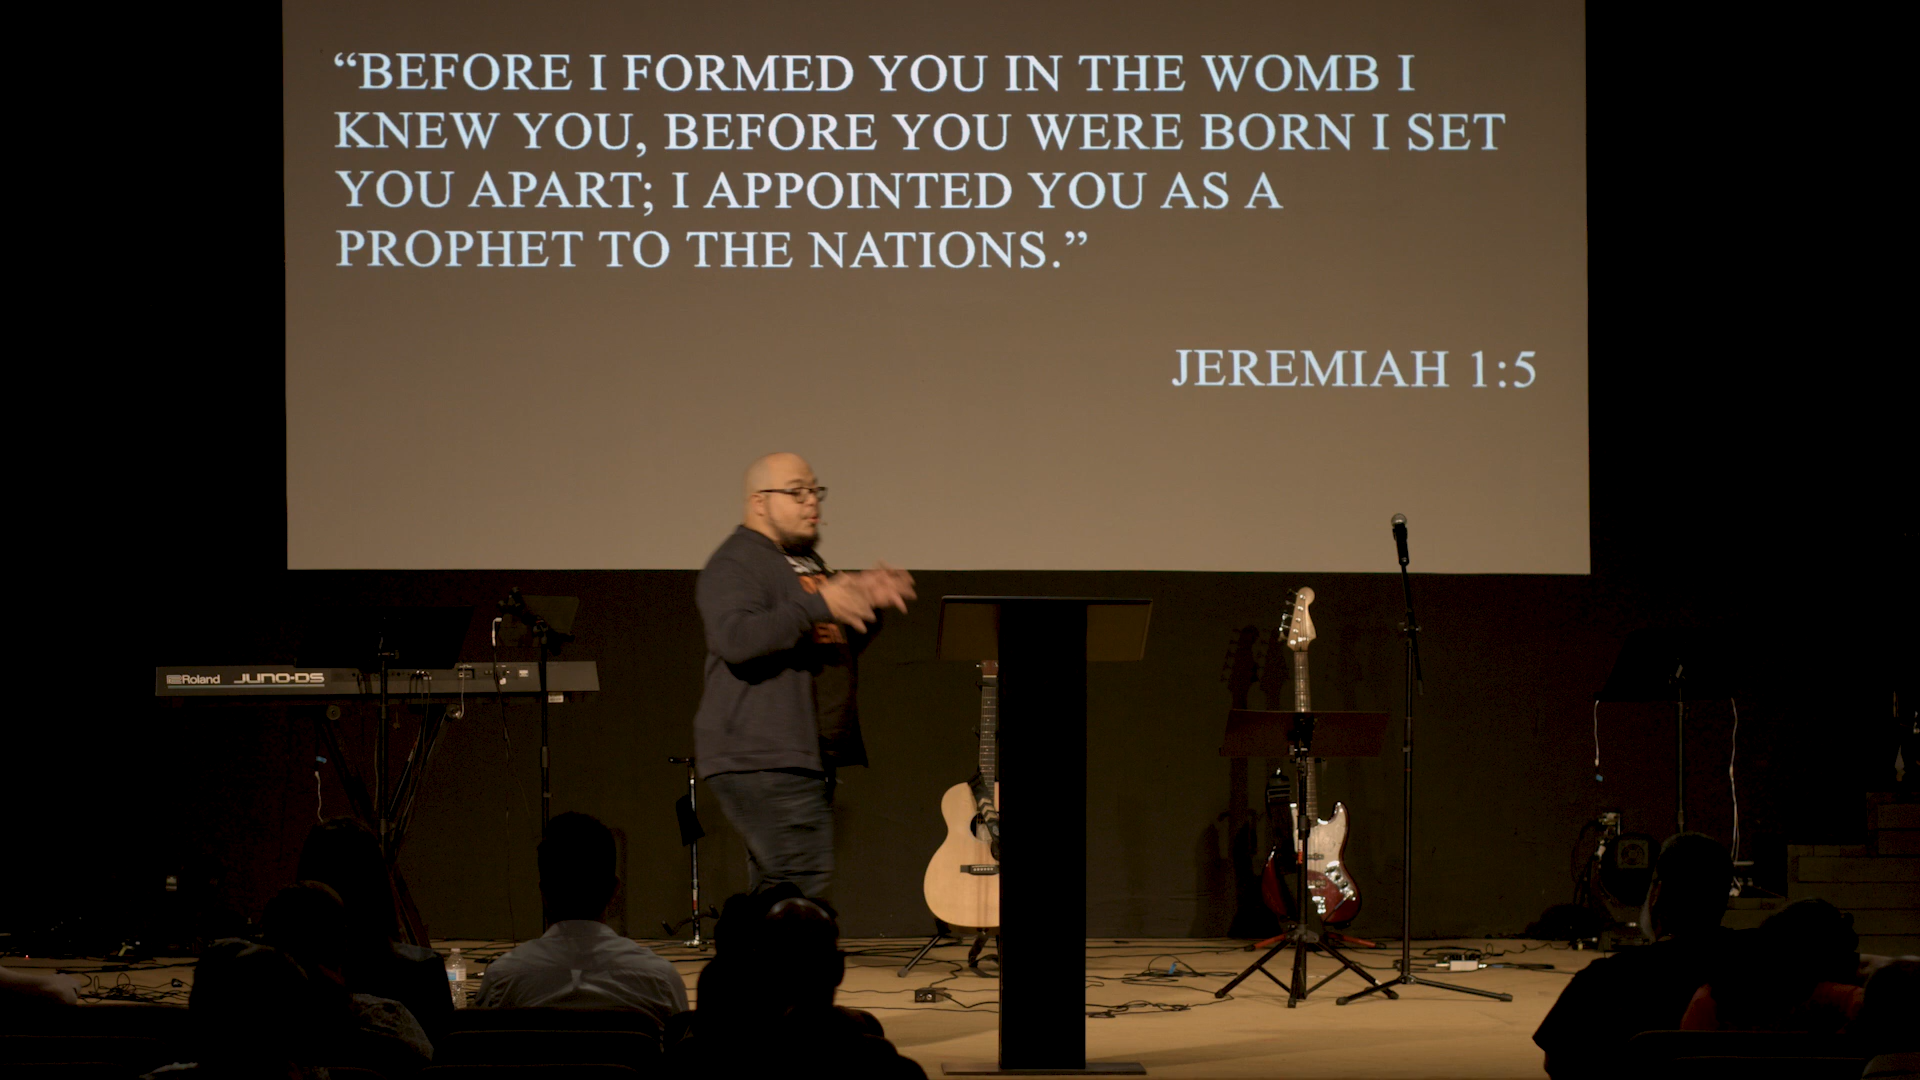 “BEFORE I FORMED YOU IN THE WOMB I
KNEW YOU, BEFORE YOU WERE BORN I SET
YOU APART; I APPOINTED YOU AS A
PROPHET TO THE NATIONS.”
JEREMIAH 1:5
Roland JUNO-DS